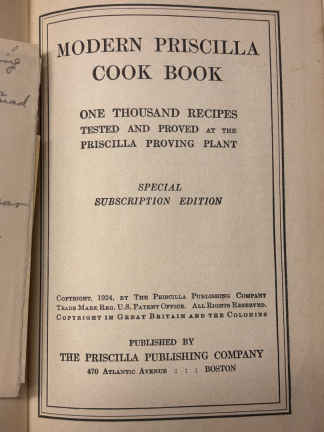 MODERN PRISCILLA
COOK BOOK
ONE THOUSAND RECIPES
TESTED AND PROVED AT THE
PRISCILLA PROVING PLANT
SPECIAL
SUBSCRIPTION EDITION
COPYRIGHT, 1924, BY THE PRISCILLA PUBLISHING COMPANY
TRADE MARK REG. U.S. PATENT OFFICE. ALL RIGHTS RESERVED.
COPYRIGHT IN GREAT BRITAIN AND THE COLONIES
PUBLISHED BY
THE PRISCILLA PUBLISHING COMPANY
470 ATLANTIC AVENUE : : : BOSTON